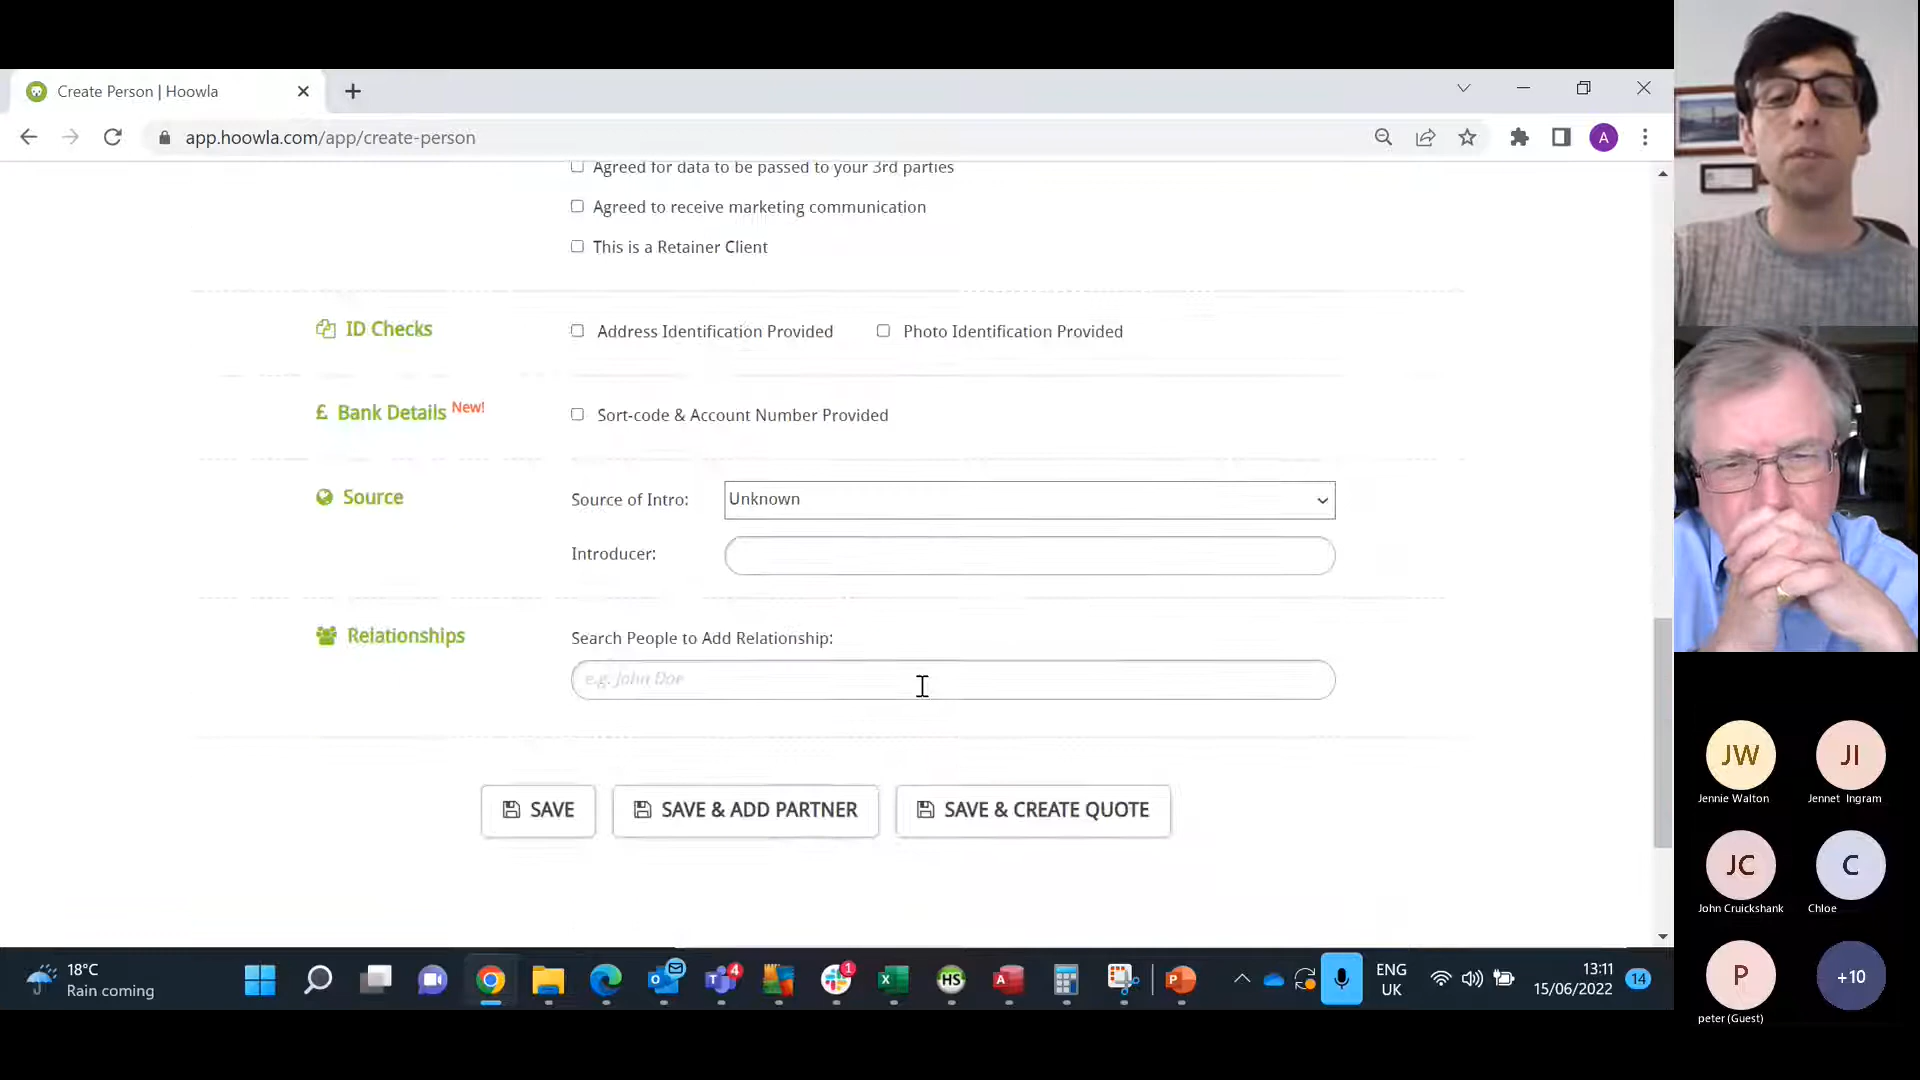 Create Person | Hoowla
app.hoowla.com/app/create-person
A
Agreed for data to be passed to your 3rd parties
Agreed to receive marketing communication
This is a Retainer Client
ID Checks
Address Identification Provided
Photo Identification Provided
£ Bank Details New!
Sort-code & Account Number Provided
Source
Source of Intro:
Unknown
Introducer:
Relationships
Search People to Add Relationship:
e.g. John Doe
SAVE
SAVE & ADD PARTNER
SAVE & CREATE QUOTE
JW
Jennie Walton
JI
Jennet Ingram
JC
John Cruickshank
C
Chloe
P
peter (Guest)
+10
18°C
Rain coming
4
1
HS
ENG
UK
13:11
15/06/2022
14